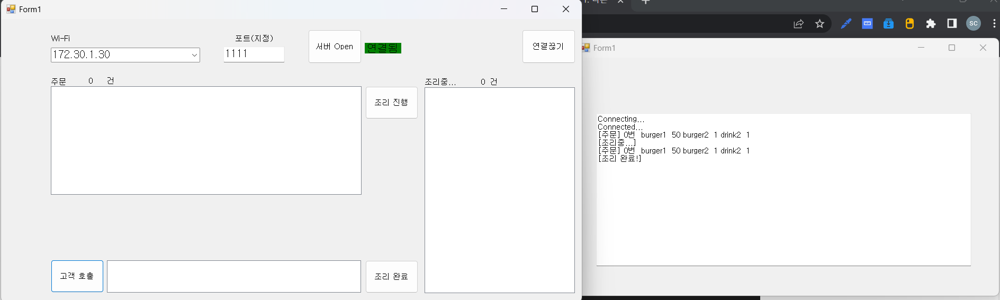 Form1
Wi-Fi
포트(지정)
172.30.1.30
1111
서버 Open
연결됨
연결끊기
주문 0 건
조리 진행
조리중... 0 건
고객 호출
조리 완료
SC
Form1
Connecting...
Connected...
[주문] 0번 burger1 50 burger2 1 drink2 1
[조리중...]
[주문] 0번 burger1 50 burger2 1 drink2 1
[조리 완료!]